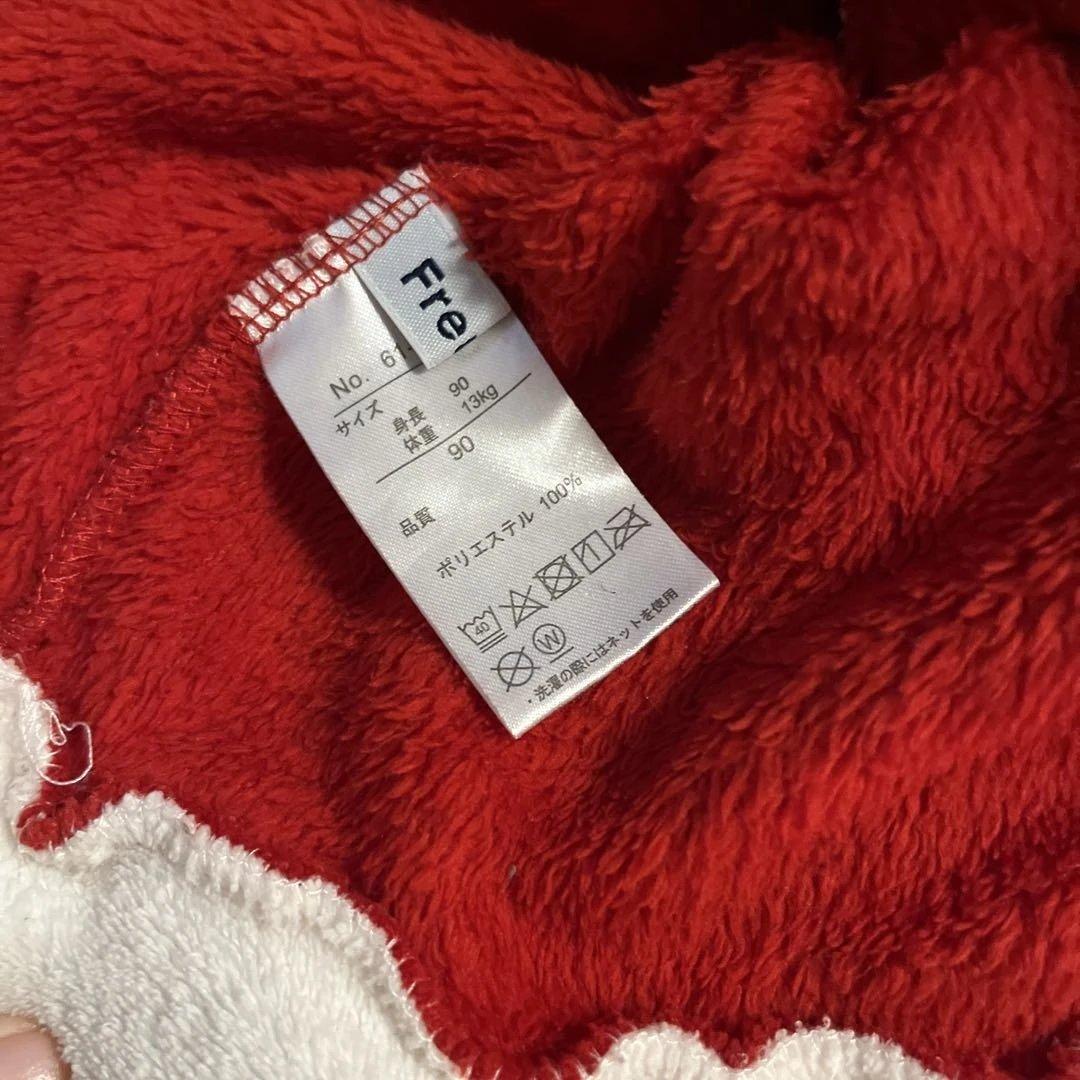 Fre
No. 61
サイズ
身長 90
体重 13kg
90
品質
ポリエステル 100%
40
W
・洗濯の際にはネットを使用